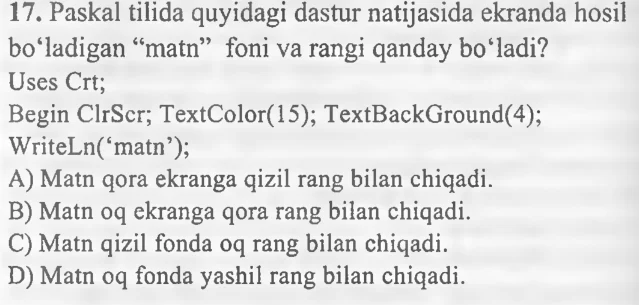 17. Paskal tilida quyidagi dastur natijasida ekranda hosil
bo‘ladigan “matn” foni va rangi qanday bo‘ladi?
Uses Crt;
Begin ClrScr; TextColor(15); TextBackGround(4);
WriteLn(‘matn’);
A) Matn qora ekranga qizil rang bilan chiqadi.
B) Matn oq ekranga qora rang bilan chiqadi.
C) Matn qizil fonda oq rang bilan chiqadi.
D) Matn oq fonda yashil rang bilan chiqadi.